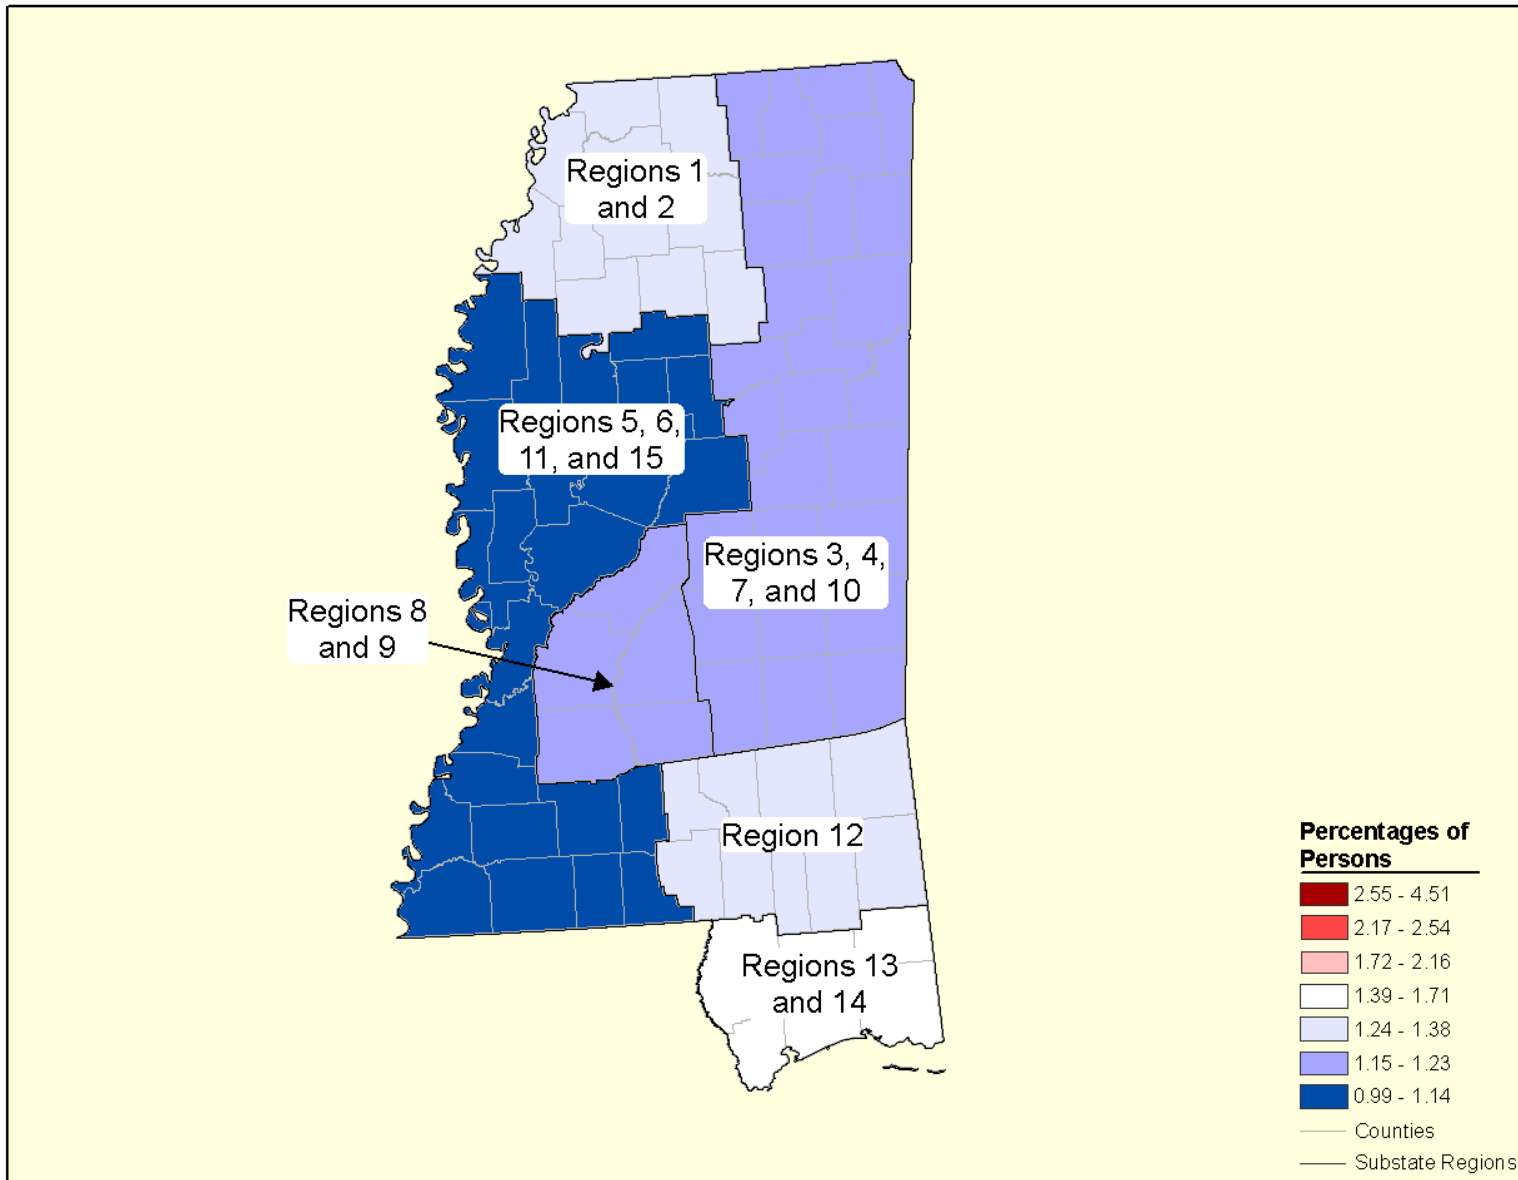 Regions 1
and 2
Regions 5, 6,
11, and 15
Regions 3, 4,
7, and 10
Regions 8
and 9
Region 12
Regions 13
and 14
Percentages of
Persons
2.55 - 4.51
2.17 - 2.54
1.72 - 2.16
1.39 - 1.71
1.24 - 1.38
1.15 - 1.23
0.99 - 1.14
Counties
Substate Regions